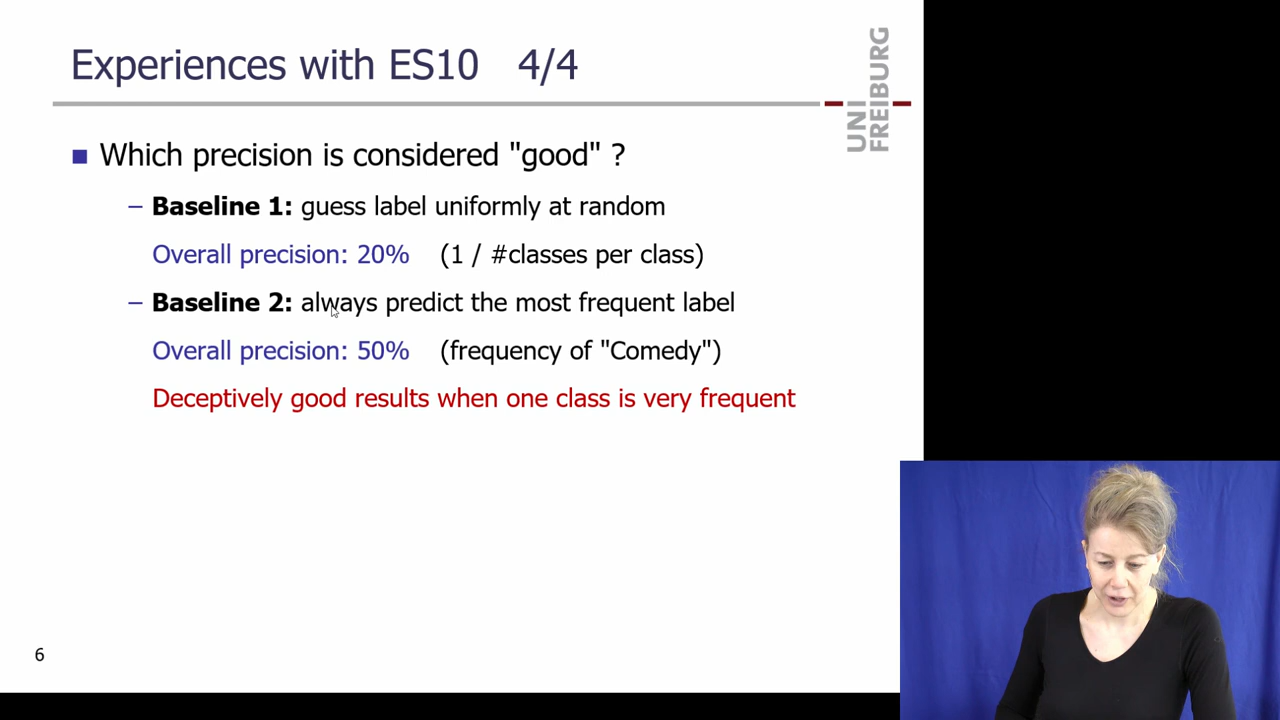 Experiences with ES10 4/4
UNI
FREIBURG
■ Which precision is considered "good" ?
– Baseline 1: guess label uniformly at random
Overall precision: 20% (1 / #classes per class)
– Baseline 2: always predict the most frequent label
Overall precision: 50% (frequency of "Comedy")
Deceptively good results when one class is very frequent
6